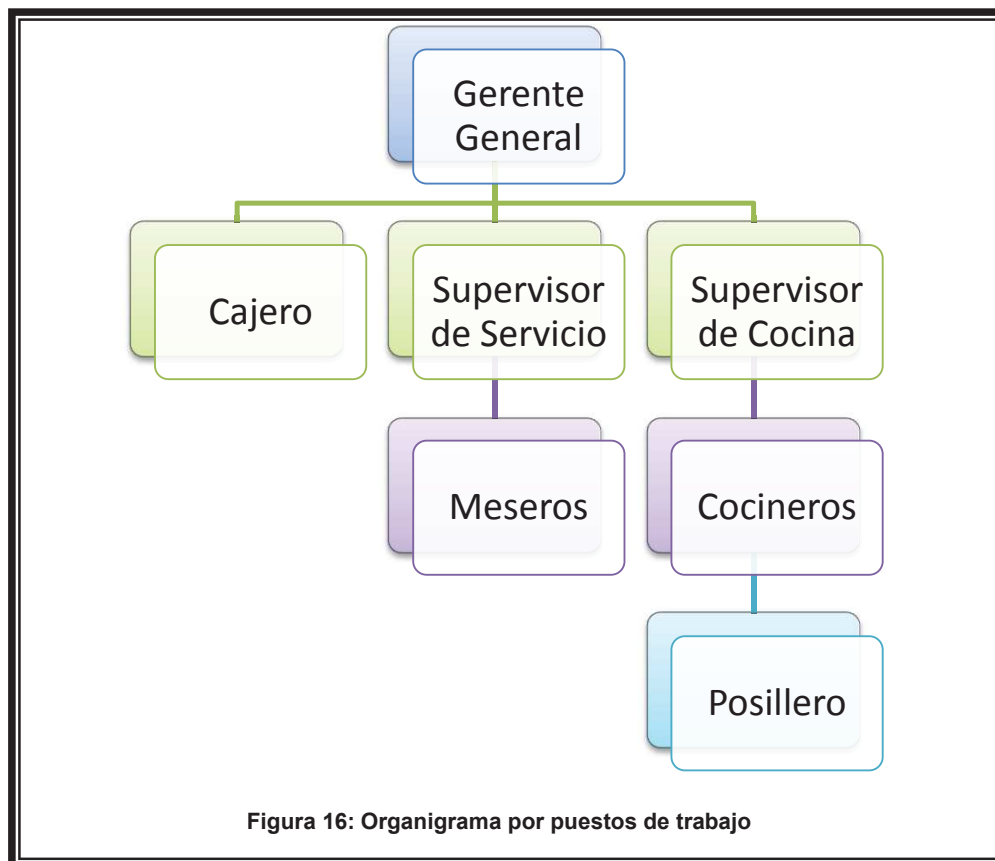 Gerente
General
Cajero
Supervisor
de Servicio
Supervisor
de Cocina
Meseros
Cocineros
Posillero
Figura 16: Organigrama por puestos de trabajo